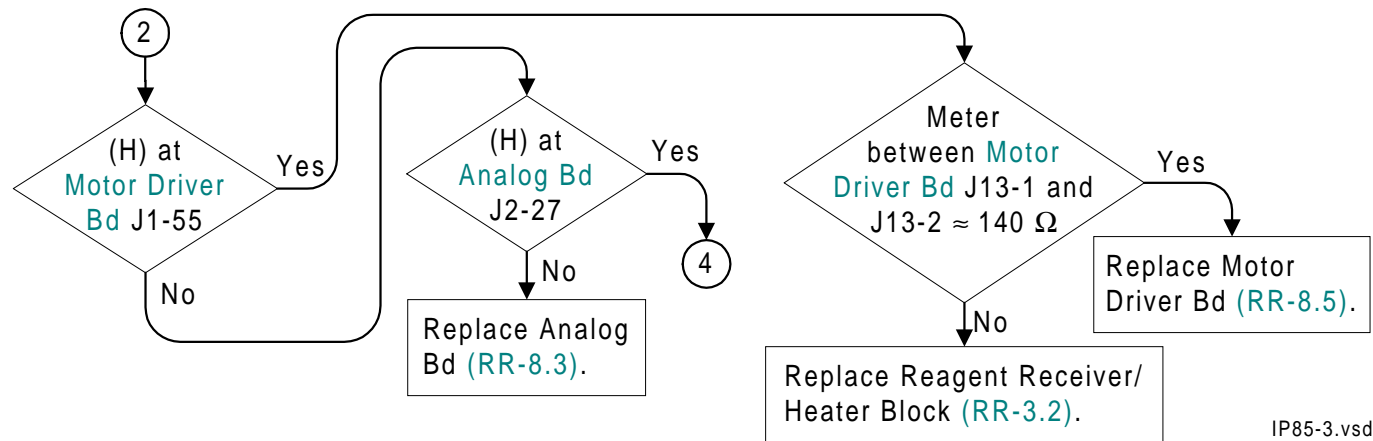 2
(H) at
Motor Driver
Bd J1-55
Yes
No
(H) at
Analog Bd
J2-27
Yes
4
No
Replace Analog
Bd (RR-8.3).
Meter
between Motor
Driver Bd J13-1 and
J13-2 ≈ 140 Ω
Yes
Replace Motor
Driver Bd (RR-8.5).
No
Replace Reagent Receiver/
Heater Block (RR-3.2).
IP85-3.vsd